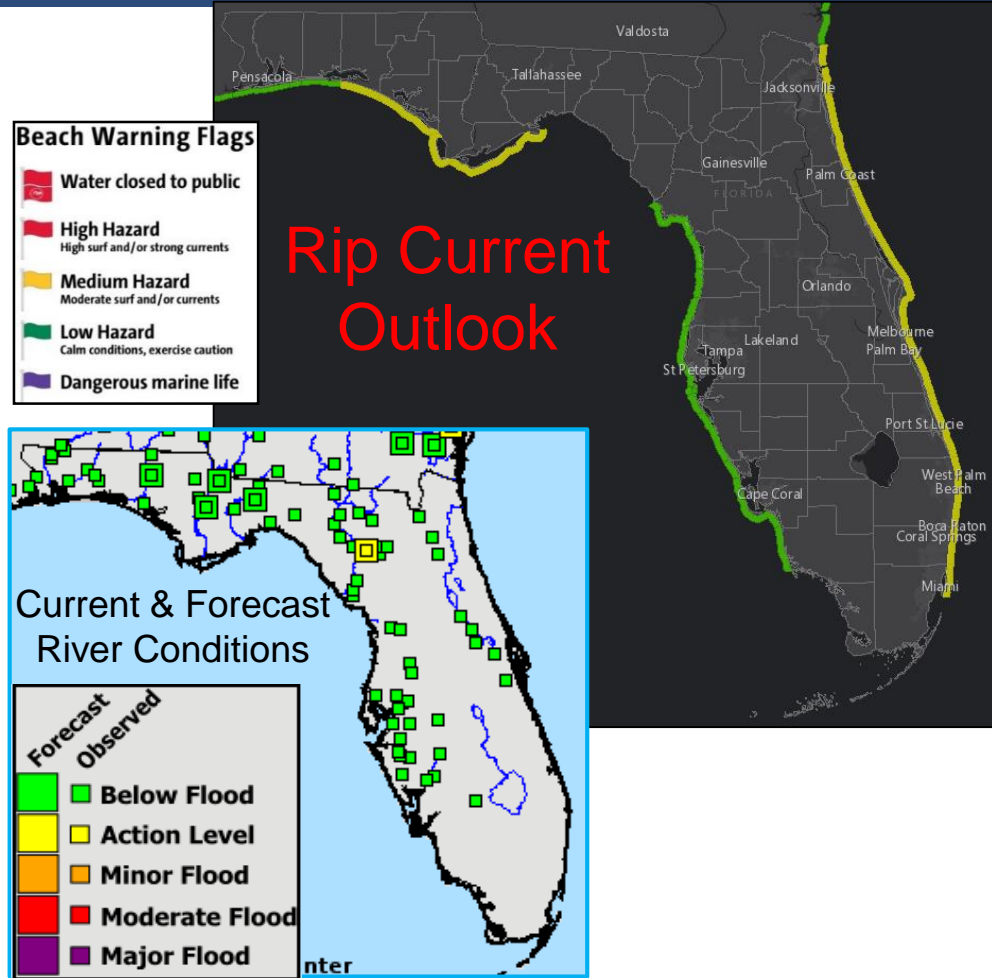 Valdosta
Pensacola
Tallahassee
Jacksonville
Gainesville
Palm Coast
FLORIDA
Orlando
Melbourne
Palm Bay
Lakeland
Tampa
St Petersburg
Port St Lucie
West Palm
Beach
Cape Coral
Boca Raton
Coral Springs
Miami
Rip Current
Outlook
Beach Warning Flags
Water closed to public
High Hazard
High surf and/or strong currents
Medium Hazard
Moderate surf and/or currents
Low Hazard
Calm conditions, exercise caution
Dangerous marine life
Current & Forecast
River Conditions
Forecast
Observed
Below Flood
Action Level
Minor Flood
Moderate Flood
Major Flood
nter